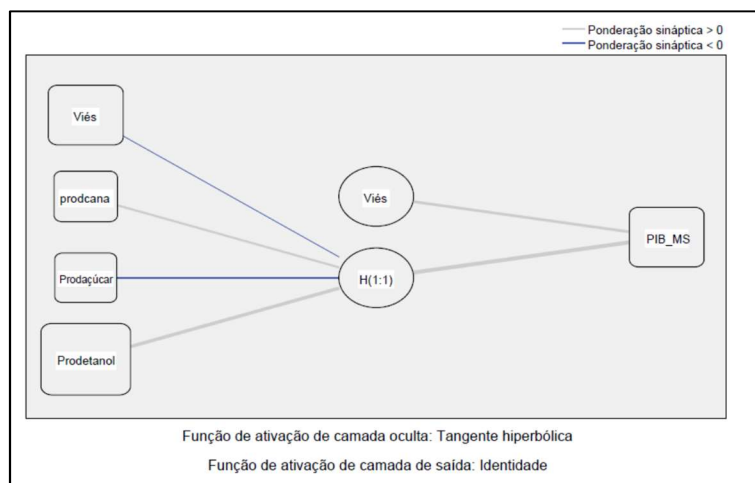 Ponderação sináptica > 0
Ponderação sináptica < 0
Viés
prodcana
Prodaçúcar
Prodetanol
Viés
H(1:1)
PIB_MS
Função de ativação de camada oculta: Tangente hiperbólica
Função de ativação de camada de saída: Identidade